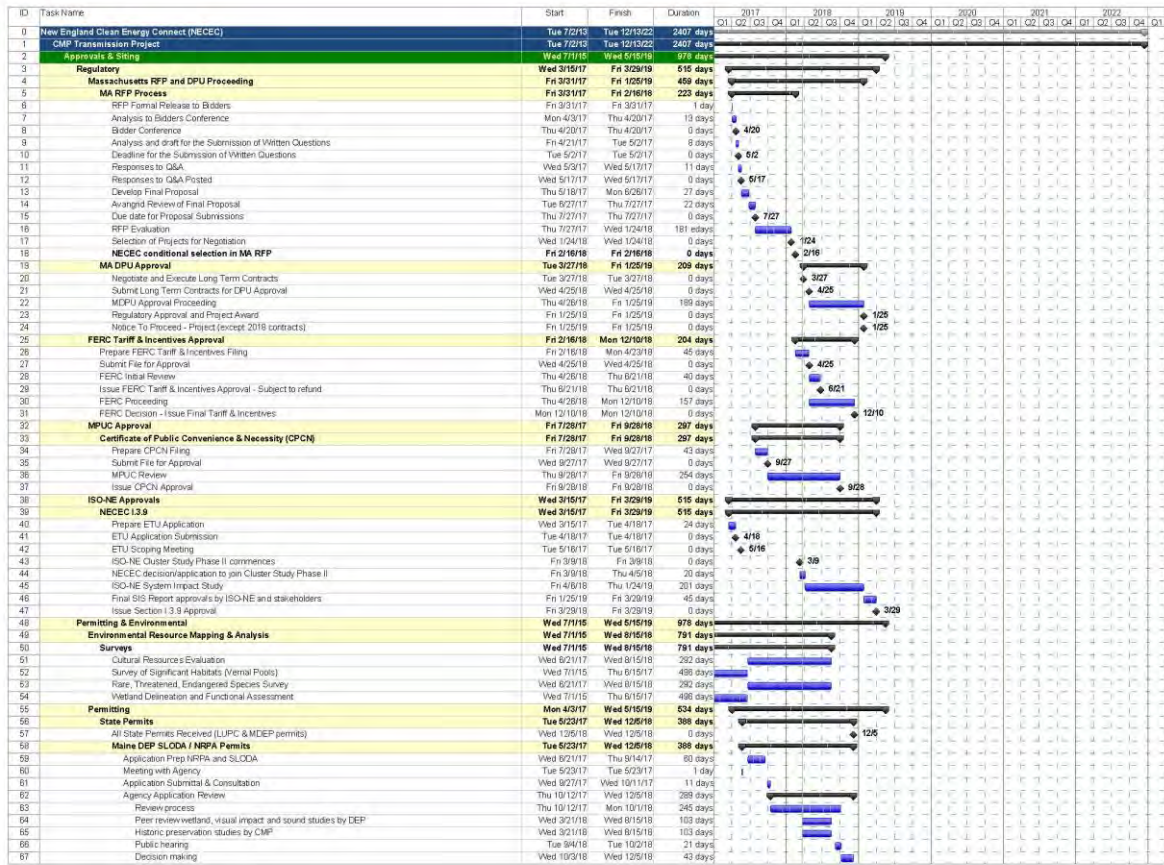 ID Task Name Start Finish Duration 2017 2018 2019 2020 2021 2022
Q1 Q2 Q3 Q4 Q1 Q2 Q3 Q4 Q1 Q2 Q3 Q4 Q1 Q2 Q3 Q4 Q1 Q2 Q3 Q4 Q1 Q2 Q3 Q4 Q1
0 New England Clean Energy Connect (NECEC) Tue 7/2/13 Tue 12/13/22 2407 days
1 CMP Transmission Project Tue 7/2/13 Tue 12/13/22 2407 days
2 Approvals & Siting Wed 7/1/15 Wed 5/15/19 978 days
3 Regulatory Wed 3/15/17 Fri 3/29/19 515 days
4 Massachusetts RFP and DPU Proceeding Fri 3/31/17 Fri 1/25/19 459 days
5 MA RFP Process Fri 3/31/17 Fri 2/16/18 223 days
6 RFP Formal Release to Bidders Fri 3/31/17 Fri 3/31/17 1 day
7 Analysis to Bidders Conference Mon 4/3/17 Thu 4/20/17 13 days
8 Bidder Conference Thu 4/20/17 Thu 4/20/17 0 days 4/20
9 Analysis and draft for the Submission of Written Questions Fri 4/21/17 Tue 5/2/17 8 days
10 Deadline for the Submission of Written Questions Tue 5/2/17 Tue 5/2/17 0 days 5/2
11 Responses to Q&A Wed 5/3/17 Wed 5/17/17 11 days
12 Responses to Q&A Posted Wed 5/17/17 Wed 5/17/17 0 days 5/17
13 Develop Final Proposal Thu 5/18/17 Mon 6/26/17 27 days
14 Avangrid Review of Final Proposal Tue 6/27/17 Thu 7/27/17 22 days
15 Due date for Proposal Submissions Thu 7/27/17 Thu 7/27/17 0 days 7/27
16 RFP Evaluation Thu 7/27/17 Wed 1/24/18 181 edays
17 Selection of Projects for Negotiation Wed 1/24/18 Wed 1/24/18 0 days 1/24
18 NECEC conditional selection in MA RFP Fri 2/16/18 Fri 2/16/18 0 days 2/16
19 MA DPU Approval Tue 3/27/18 Fri 1/25/19 209 days
20 Negotiate and Execute Long Term Contracts Tue 3/27/18 Tue 3/27/18 0 days 3/27
21 Submit Long Term Contracts for DPU Approval Wed 4/25/18 Wed 4/25/18 0 days 4/25
22 MDPU Approval Proceeding Thu 4/26/18 Fri 1/25/19 189 days
23 Regulatory Approval and Project Award Fri 1/25/19 Fri 1/25/19 0 days 1/25
24 Notice To Proceed - Project (except 2018 contracts) Fri 1/25/19 Fri 1/25/19 0 days 1/25
25 FERC Tariff & Incentives Approval Fri 2/16/18 Mon 12/10/18 204 days
26 Prepare FERC Tariff & Incentives Filing Fri 2/16/18 Mon 4/23/18 45 days
27 Submit File for Approval Wed 4/25/18 Wed 4/25/18 0 days 4/25
28 FERC Initial Review Thu 4/26/18 Thu 6/21/18 40 days
29 Issue FERC Tariff & Incentives Approval - Subject to refund Thu 6/21/18 Thu 6/21/18 0 days 6/21
30 FERC Proceeding Thu 4/26/18 Mon 12/10/18 157 days
31 FERC Decision - Issue Final Tariff & Incentives Mon 12/10/18 Mon 12/10/18 0 days 12/10
32 MPUC Approval Fri 7/28/17 Fri 9/28/18 297 days
33 Certificate of Public Convenience & Necessity (CPCN) Fri 7/28/17 Fri 9/28/18 297 days
34 Prepare CPCN Filing Fri 7/28/17 Wed 9/27/17 43 days
35 Submit File for Approval Wed 9/27/17 Wed 9/27/17 0 days 9/27
36 MPUC Review Thu 9/28/17 Fri 9/28/18 254 days
37 Issue CPCN Approval Fri 9/28/18 Fri 9/28/18 0 days 9/28
38 ISO-NE Approvals Wed 3/15/17 Fri 3/29/19 515 days
39 NECEC I.3.9 Wed 3/15/17 Fri 3/29/19 515 days
40 Prepare ETU Application Wed 3/15/17 Tue 4/18/17 24 days
41 ETU Application Submission Tue 4/18/17 Tue 4/18/17 0 days 4/18
42 ETU Scoping Meeting Tue 5/16/17 Tue 5/16/17 0 days 5/16
43 ISO-NE Cluster Study Phase II commences Fri 3/9/18 Fri 3/9/18 0 days 3/9
44 NECEC decision/application to join Cluster Study Phase II Fri 3/9/18 Thu 4/5/18 20 days
45 ISO-NE System Impact Study Fri 4/6/18 Thu 1/24/19 201 days
46 Final SIS Report approvals by ISO-NE and stakeholders Fri 1/25/19 Fri 3/29/19 45 days
47 Issue Section I.3.9 Approval Fri 3/29/19 Fri 3/29/19 0 days 3/29
48 Permitting & Environmental Wed 7/1/15 Wed 5/15/19 978 days
49 Environmental Resource Mapping & Analysis Wed 7/1/15 Wed 8/15/18 791 days
50 Surveys Wed 7/1/15 Wed 8/15/18 791 days
51 Cultural Resources Evaluation Wed 6/21/17 Wed 8/15/18 292 days
52 Survey of Significant Habitats (Vernal Pools) Wed 7/1/15 Thu 6/15/17 498 days
53 Rare, Threatened, Endangered Species Survey Wed 6/21/17 Wed 8/15/18 292 days
54 Wetland Delineation and Functional Assessment Wed 7/1/15 Thu 6/15/17 498 days
55 Permitting Mon 4/3/17 Wed 5/15/19 534 days
56 State Permits Tue 5/23/17 Wed 12/5/18 388 days
57 All State Permits Received (LUPC & MDEP permits) Wed 12/5/18 Wed 12/5/18 0 days 12/5
58 Maine DEP SLODA / NRPA Permits Tue 5/23/17 Wed 12/5/18 388 days
59 Application Prep NRPA and SLODA Wed 6/21/17 Thu 9/14/17 60 days
60 Meeting with Agency Tue 5/23/17 Tue 5/23/17 1 day
61 Application Submittal & Consultation Wed 9/27/17 Wed 10/11/17 11 days
62 Agency Application Review Thu 10/12/17 Wed 12/5/18 289 days
63 Review process Thu 10/12/17 Mon 10/1/18 245 days
64 Peer review wetland, visual impact and sound studies by DEP Wed 3/21/18 Wed 8/15/18 103 days
65 Historic preservation studies by CMP Wed 3/21/18 Wed 8/15/18 103 days
66 Public hearing Tue 9/4/18 Tue 10/2/18 21 days
67 Decision making Wed 10/3/18 Wed 12/5/18 43 days